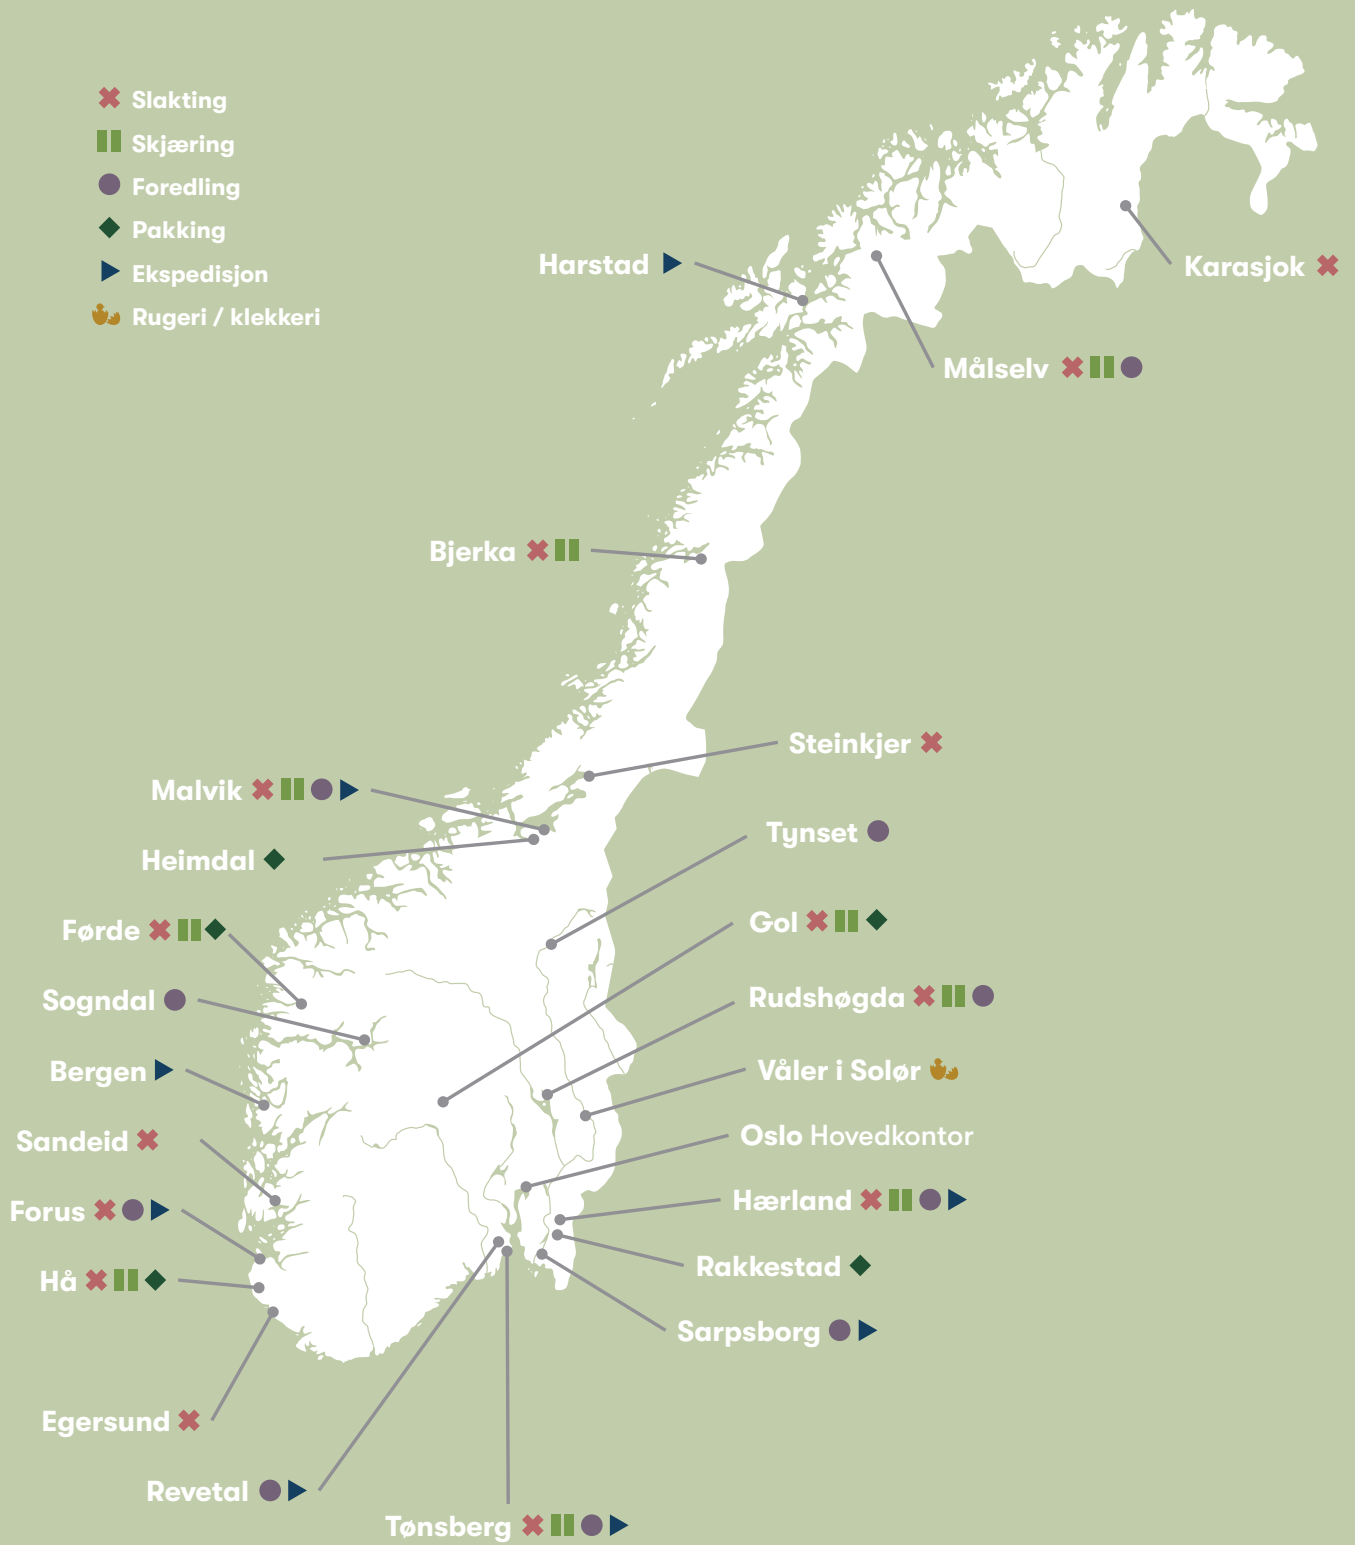 Slakting
Skjæring
Foredling
Pakking
Ekspedisjon
Rugeri / klekkeri
Harstad
Karasjok
Målselv
Bjerka
Steinkjer
Malvik
Tynset
Heimdal
Gol
Førde
Rudshøgda
Sogndal
Våler i Solør
Bergen
Oslo Hovedkontor
Sandeid
Hærland
Forus
Rakkestad
Hå
Sarpsborg
Egersund
Revetal
Tønsberg